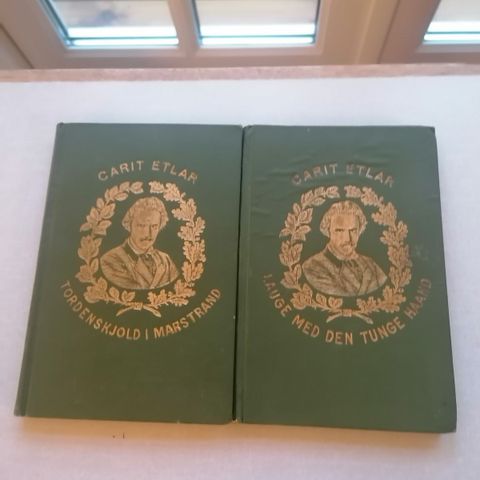 CARIT ETLAR
TORDENSKJOLD I MARSTRAND
CARIT ETLAR
LAUGE MED DEN TUNGE HAAND